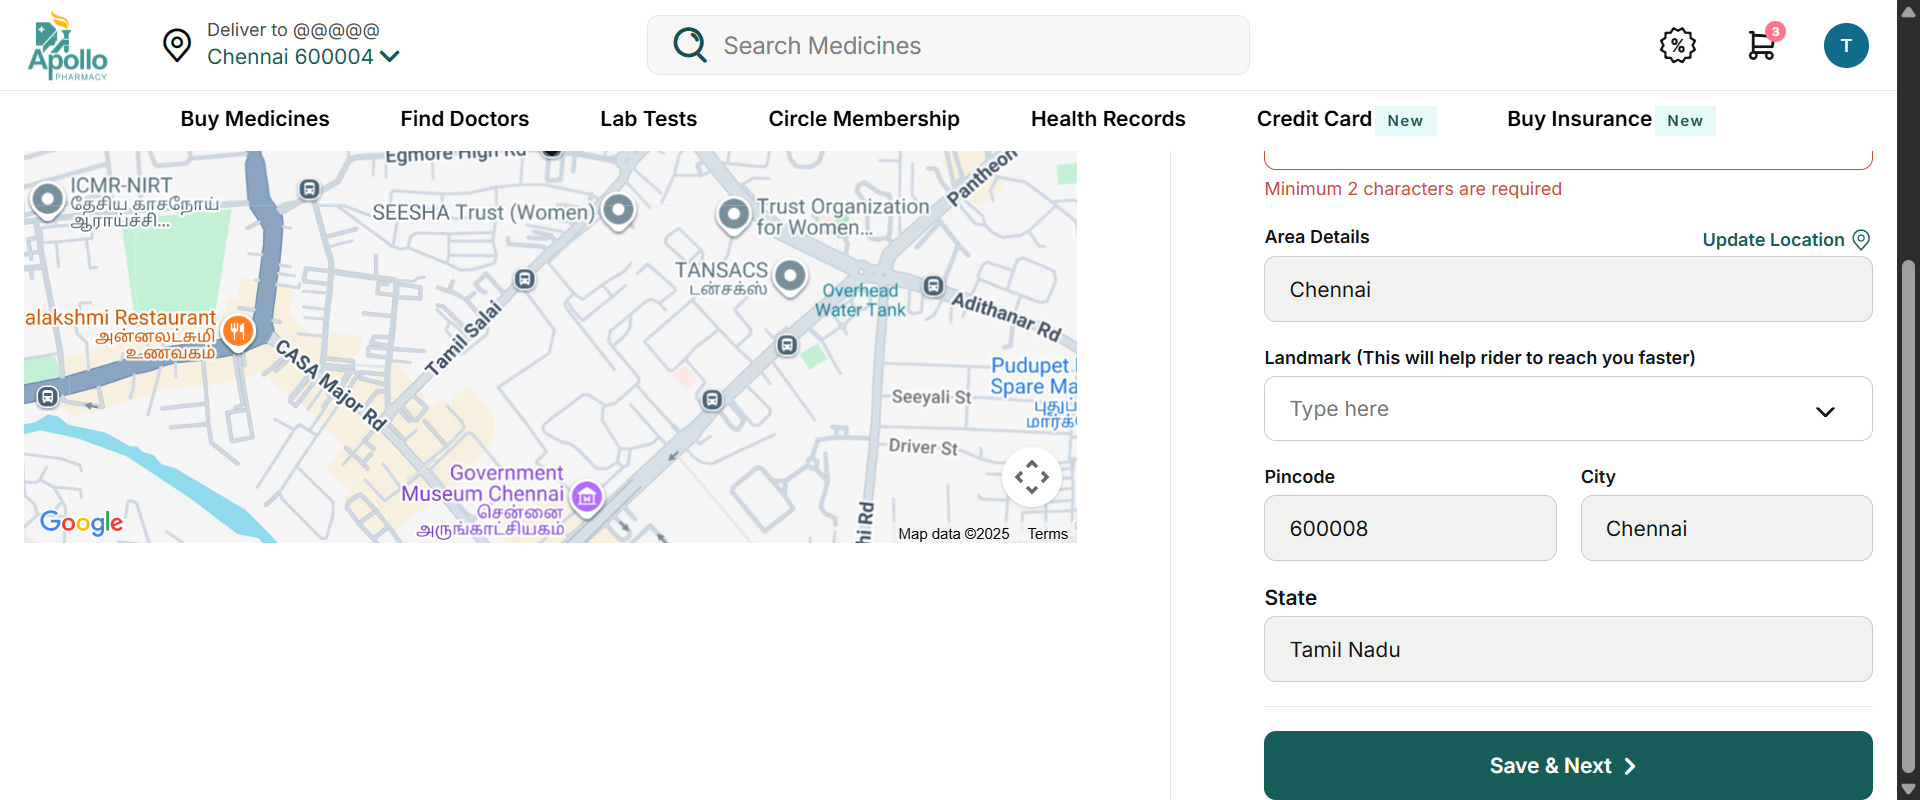 Apollo
PHARMACY
Deliver to @@@@@
Chennai 600004
Search Medicines
%
3
T
Buy Medicines
Find Doctors
Lab Tests
Circle Membership
Health Records
Credit Card New
Buy Insurance New
Egmore High Rd
ICMR-NIRT
தேசிய காசநோய்
ஆராய்ச்சி...
SEESHA Trust (Women)
Trust Organization
for Women...
Pantheon
TANSACS
டான்சக்ஸ்
Overhead
Water Tank
Adithanar Rd
alakshmi Restaurant
அன்னலட்சுமி
உணவகம்
CASA Major Rd
Tamil Salai
Pudupet
Spare Ma
புதுப்
மார்க்
Seeyali St
Driver St
Government
Museum Chennai
சென்னை
அருங்காட்சியகம்
hi Rd
Google
Map data ©2025
Terms
Minimum 2 characters are required
Area Details
Update Location
Chennai
Landmark (This will help rider to reach you faster)
Type here
Pincode
City
600008
Chennai
State
Tamil Nadu
Save & Next